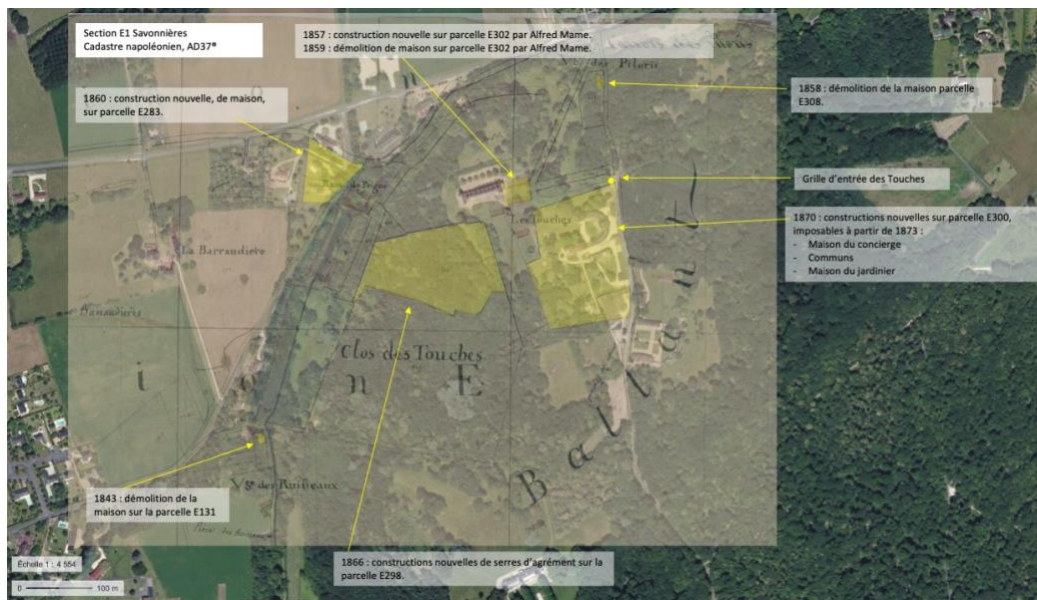 Section E1 Savonnières
Cadastre napoléonien, AD37®
1857 : construction nouvelle sur parcelle E302 par Alfred Mame.
1859 : démolition de maison sur parcelle E302 par Alfred Mame.
1860 : construction nouvelle, de maison,
sur parcelle E283.
1858 : démolition de la maison parcelle
E308.
Grille d'entrée des Touches
1870 : constructions nouvelles sur parcelle E300,
imposables à partir de 1873 :
- Maison du concierge
- Communs
- Maison du jardinier
Les Touches
La Barrandière
Clos des Touches
i o n E
Ballan
1843 : démolition de la
maison sur la parcelle E131
1866 : constructions nouvelles de serres d'agrément sur la
parcelle E298.
Échelle 1 : 4 554
0 100 m